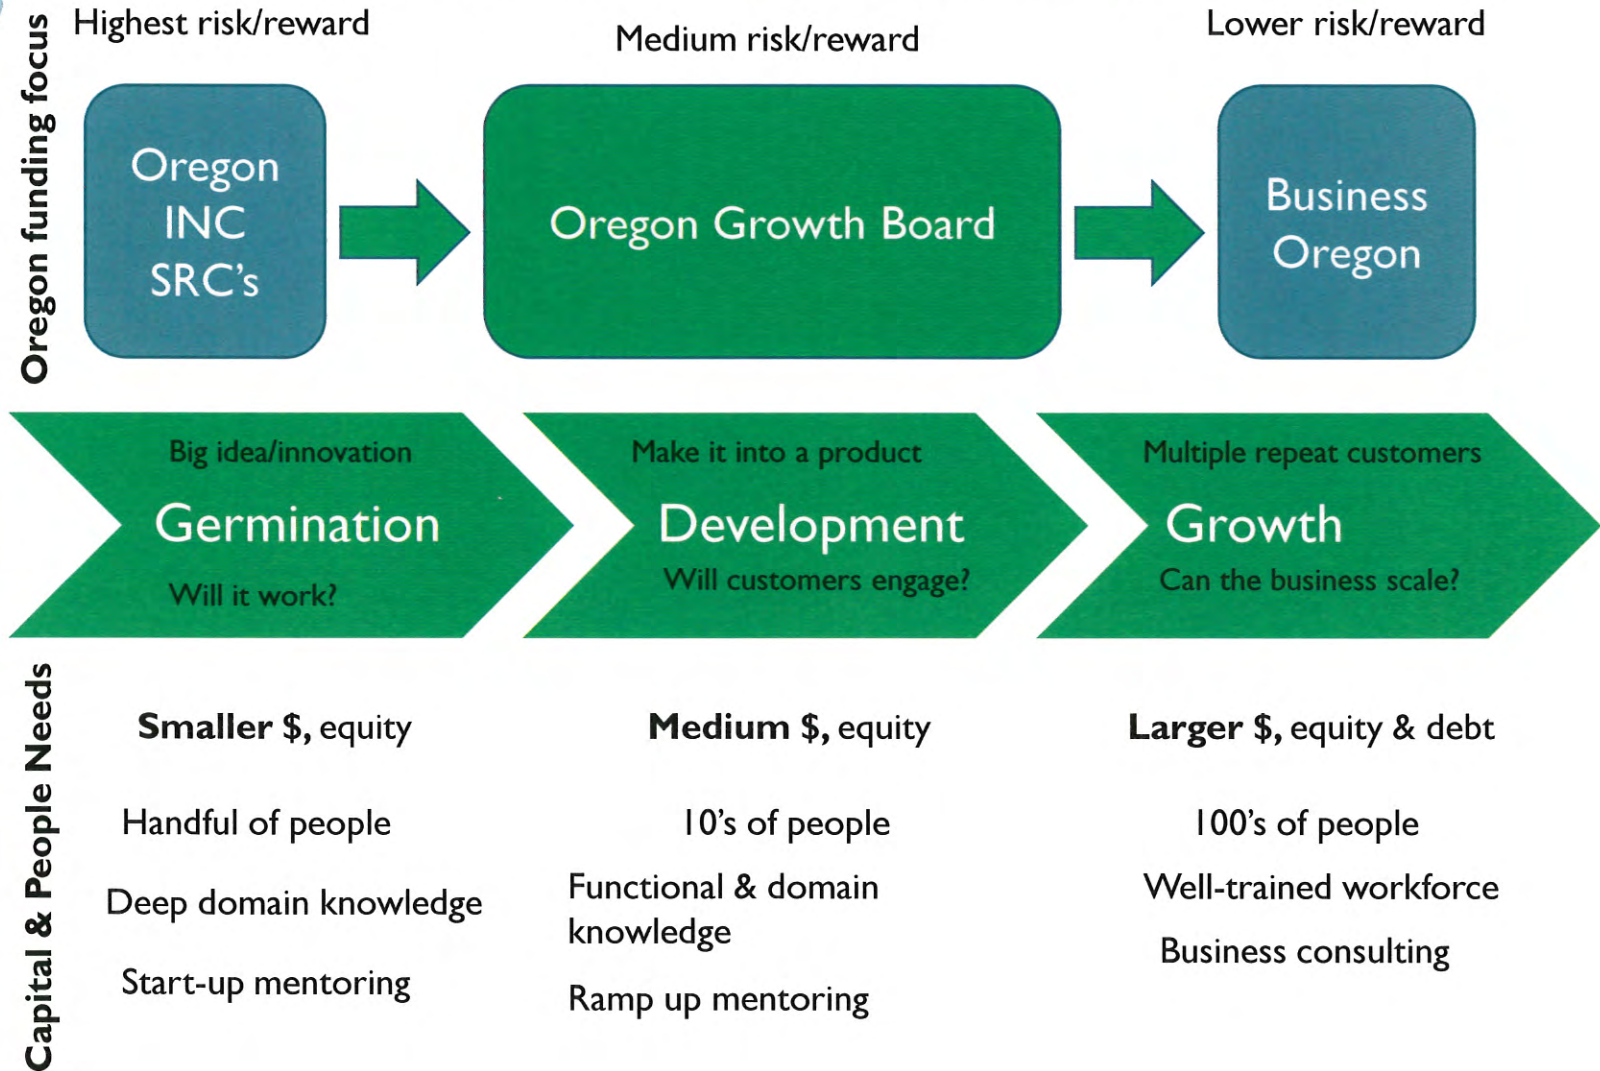 Oregon funding focus
Highest risk/reward
Medium risk/reward
Lower risk/reward
Oregon
INC
SRC's
Oregon Growth Board
Business
Oregon
Big idea/innovation
Germination
Will it work?
Make it into a product
Development
Will customers engage?
Multiple repeat customers
Growth
Can the business scale?
Capital & People Needs
Smaller $, equity
Handful of people
Deep domain knowledge
Start-up mentoring
Medium $, equity
10's of people
Functional & domain
knowledge
Ramp up mentoring
Larger $, equity & debt
100's of people
Well-trained workforce
Business consulting